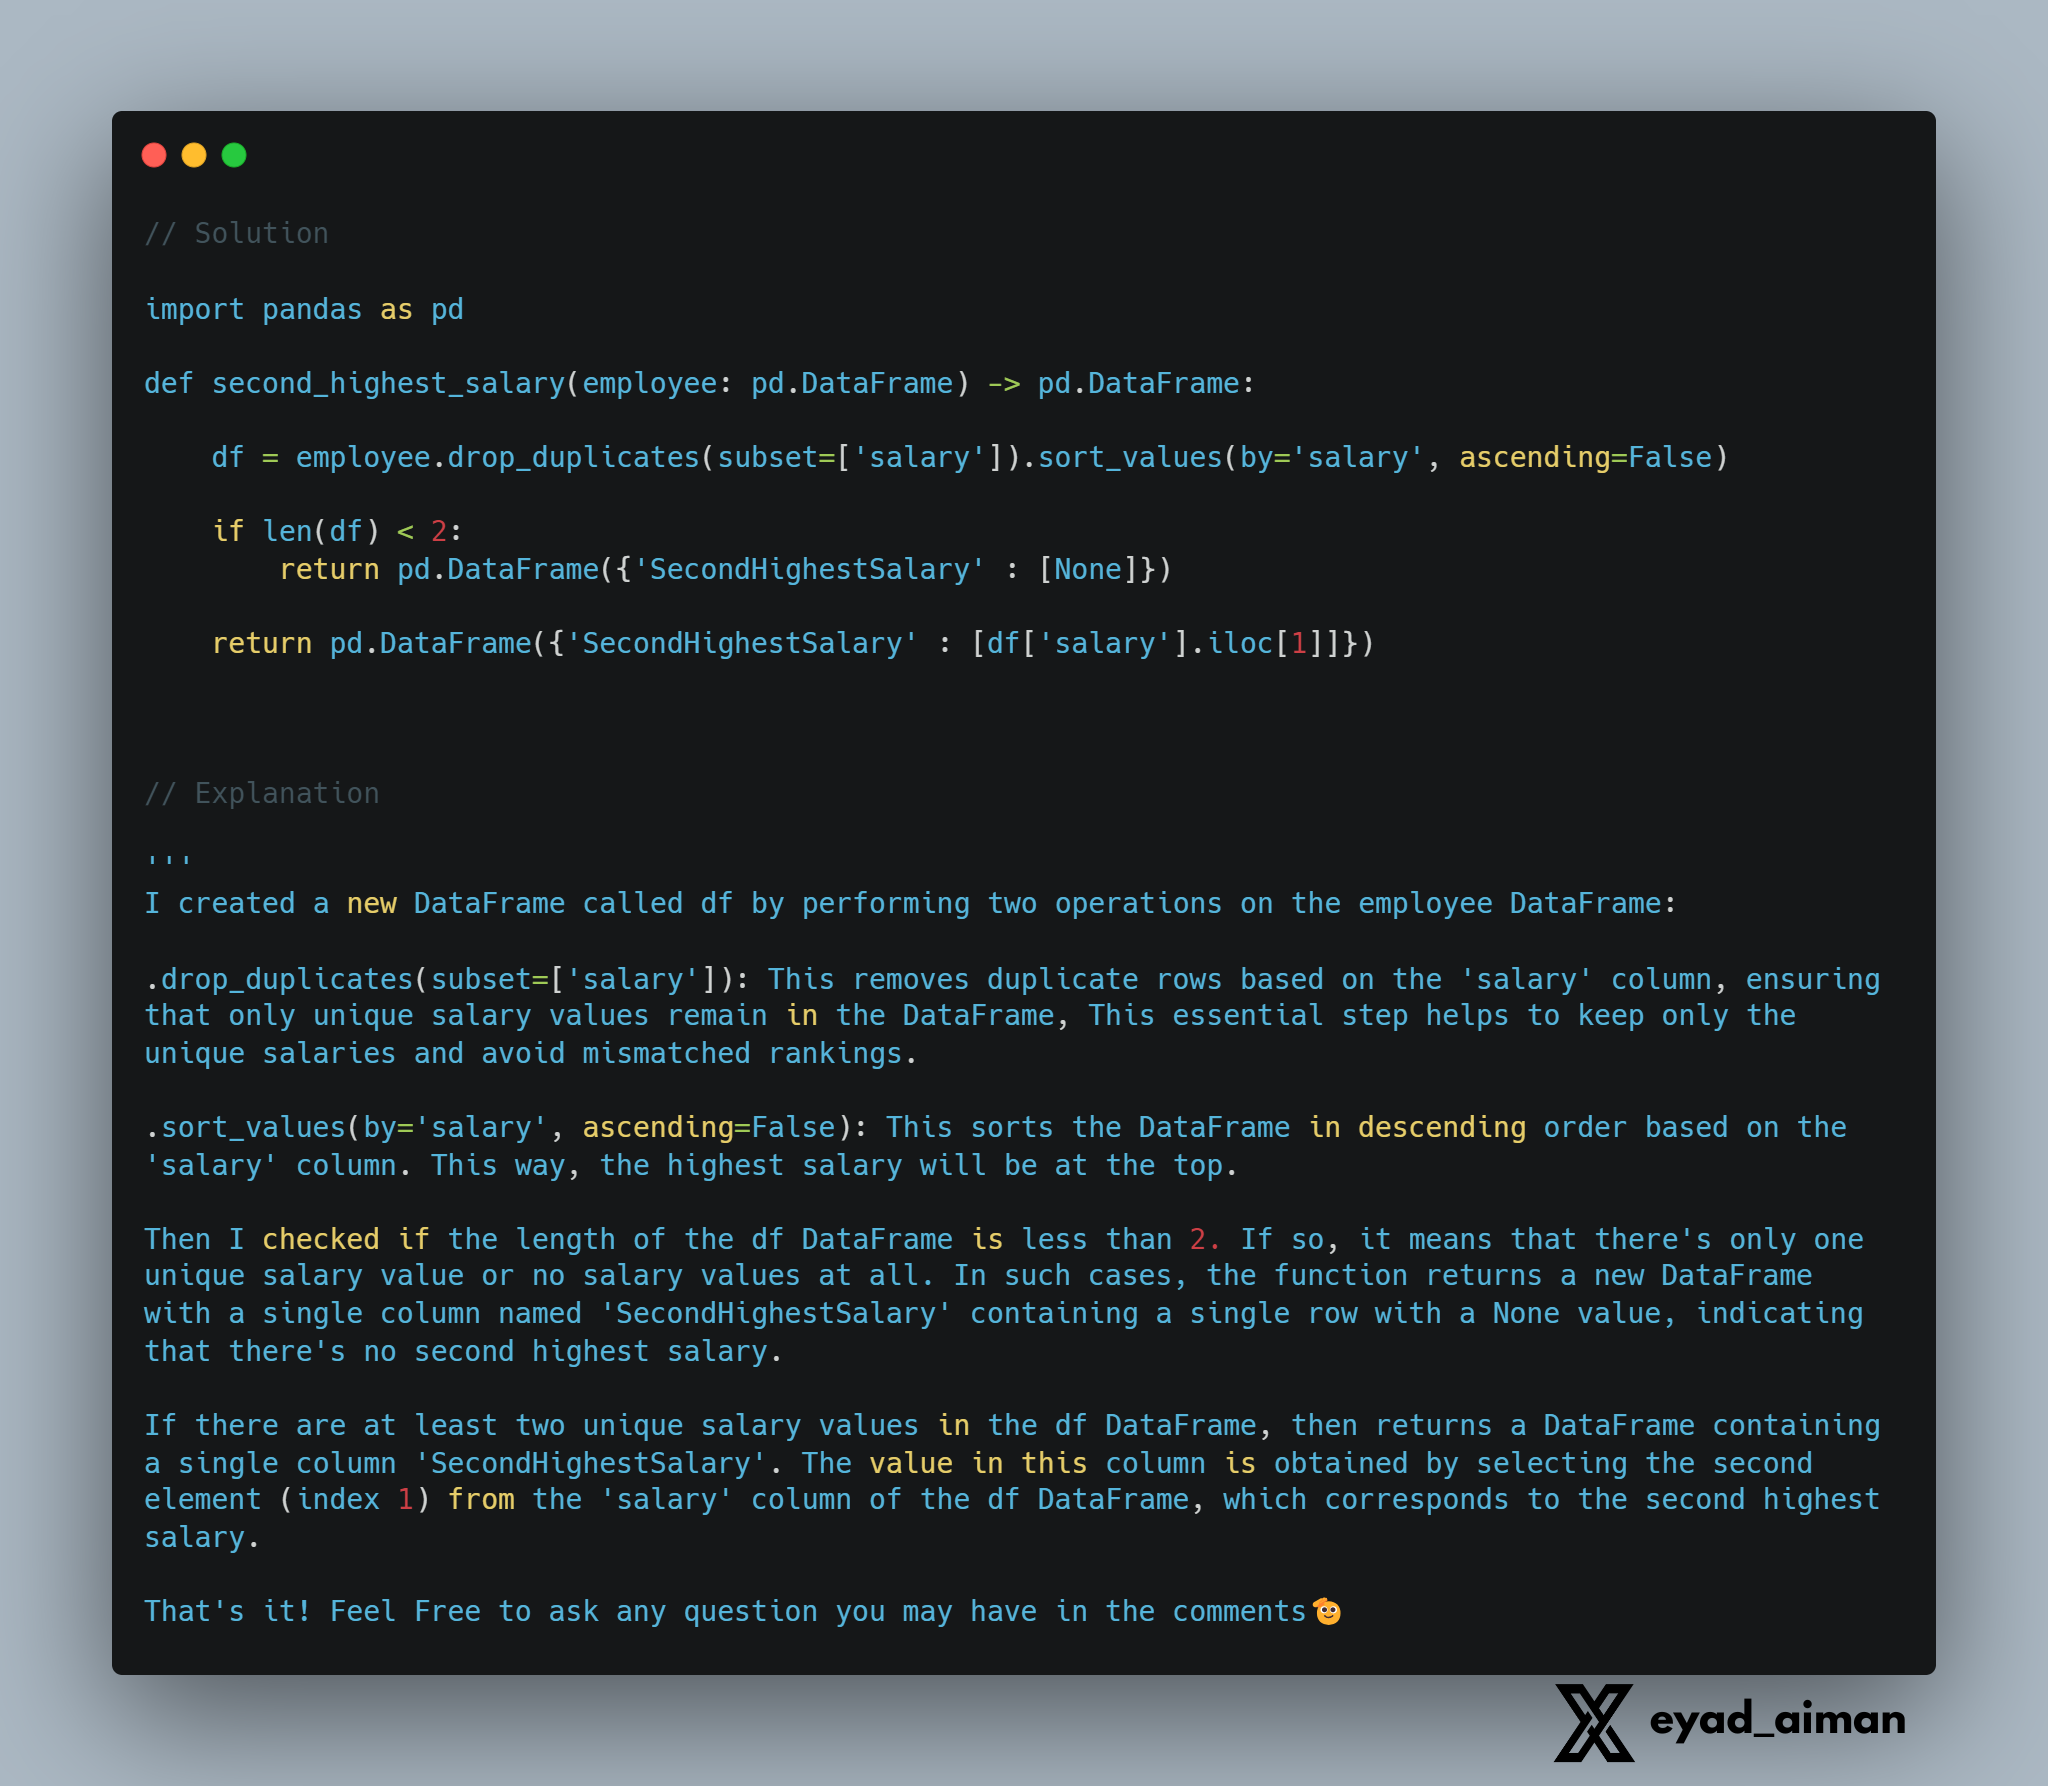 // Solution
import pandas as pd
def second_highest_salary(employee: pd.DataFrame) -> pd.DataFrame:
    df = employee.drop_duplicates(subset=['salary']).sort_values(by='salary', ascending=False)
    if len(df) < 2:
        return pd.DataFrame({'SecondHighestSalary' : [None]})
    return pd.DataFrame({'SecondHighestSalary' : [df['salary'].iloc[1]]})
// Explanation
'''
I created a new DataFrame called df by performing two operations on the employee DataFrame:
.drop_duplicates(subset=['salary']): This removes duplicate rows based on the 'salary' column, ensuring
that only unique salary values remain in the DataFrame, This essential step helps to keep only the
unique salaries and avoid mismatched rankings.
.sort_values(by='salary', ascending=False): This sorts the DataFrame in descending order based on the
'salary' column. This way, the highest salary will be at the top.
Then I checked if the length of the df DataFrame is less than 2. If so, it means that there's only one
unique salary value or no salary values at all. In such cases, the function returns a new DataFrame
with a single column named 'SecondHighestSalary' containing a single row with a None value, indicating
that there's no second highest salary.
If there are at least two unique salary values in the df DataFrame, then returns a DataFrame containing
a single column 'SecondHighestSalary'. The value in this column is obtained by selecting the second
element (index 1) from the 'salary' column of the df DataFrame, which corresponds to the second highest
salary.
That's it! Feel Free to ask any question you may have in the comments🫡
eyad_aiman